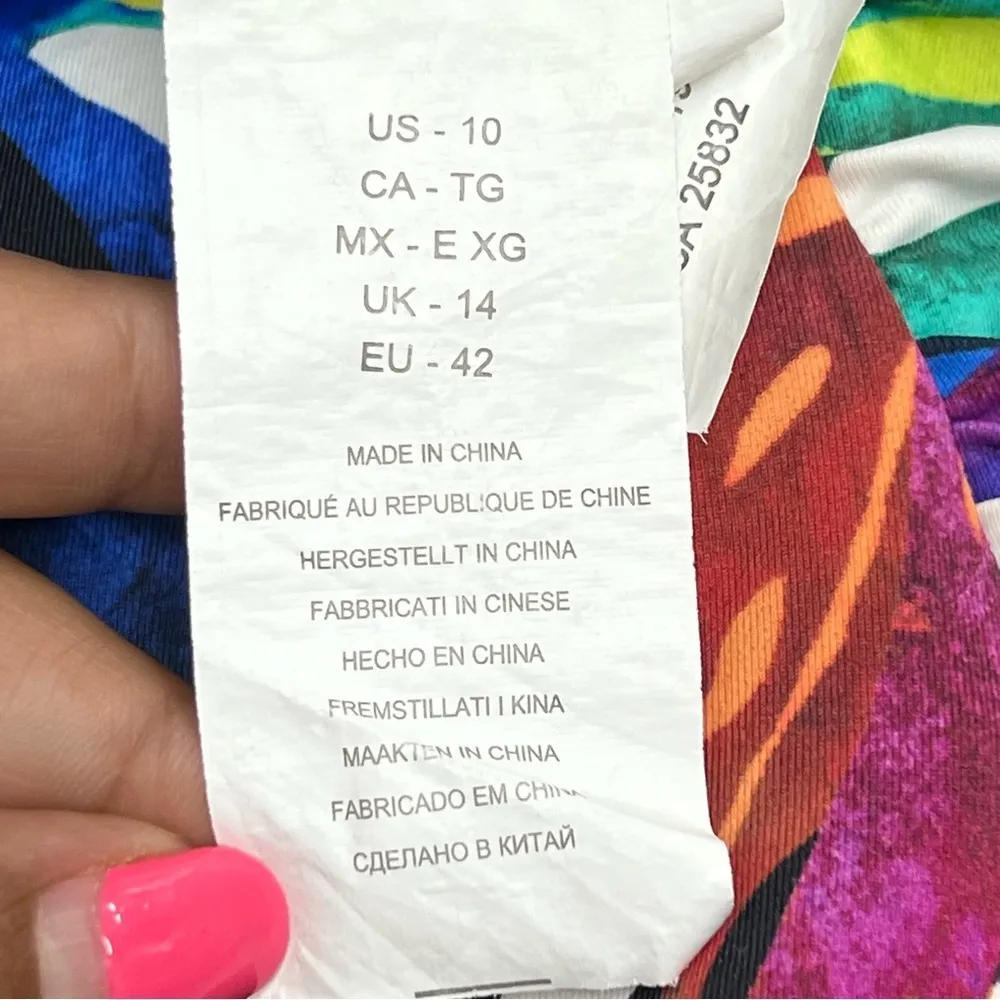 US - 10
CA - TG
MX - E XG
UK - 14
EU - 42
MADE IN CHINA
FABRIQUÉ AU REPUBLIQUE DE CHINE
HERGESTELLT IN CHINA
FABBRICATI IN CINESE
HECHO EN CHINA
FREMSTILLATI I KINA
MAAKTEN IN CHINA
FABRICADO EM CHINA
СДЕЛАНО В КИТАЙ
25832